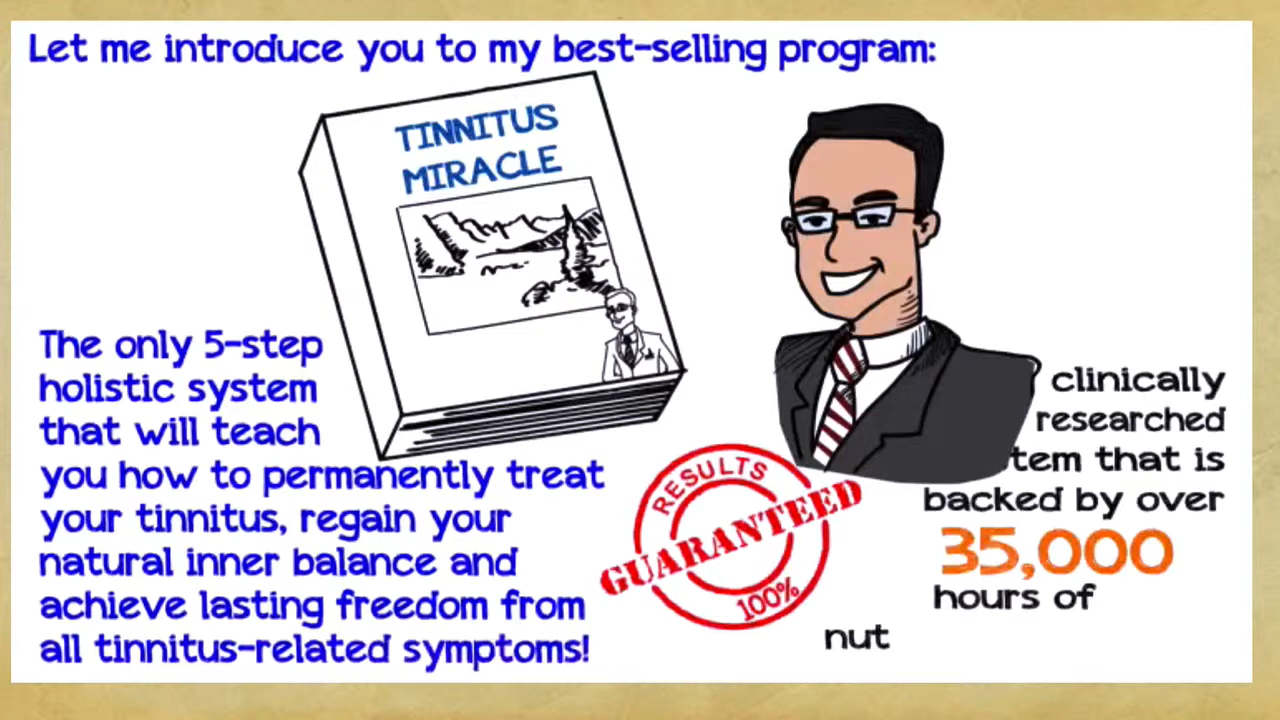 Let me introduce you to my best-selling program:
TINNITUS
MIRACLE
The only 5-step
holistic system
that will teach
you how to permanently treat
your tinnitus, regain your
natural inner balance and
achieve lasting freedom from
all tinnitus-related symptoms!
RESULTS
GUARANTEED
100%
clinically
researched
tem that is
backed by over
35,000
hours of
nut